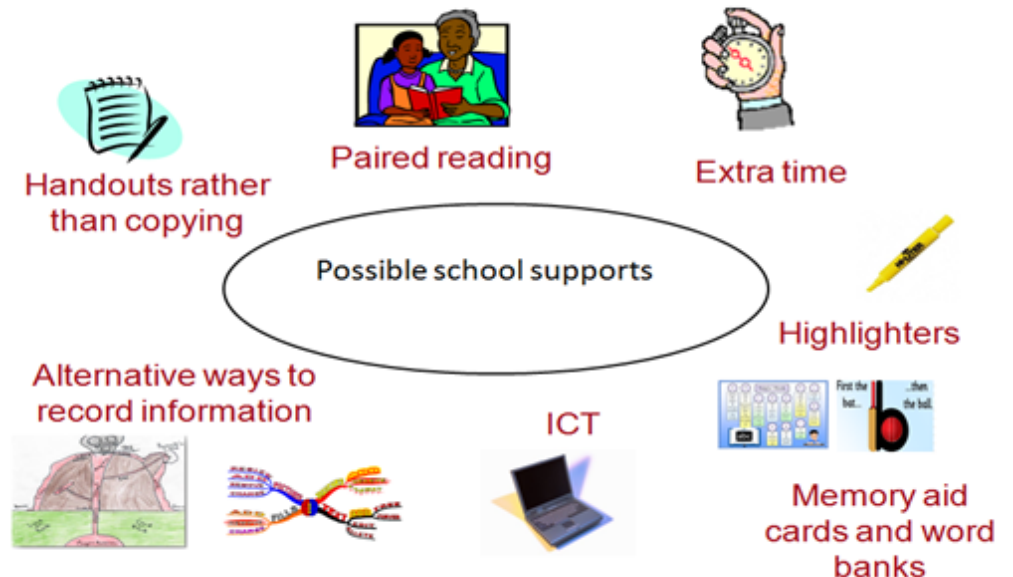 Paired reading
Extra time
Handouts rather
than copying
Possible school supports
Highlighters
Alternative ways to
record information
ICT
First the
bat...
...then
the ball.
Memory aid
cards and word
banks